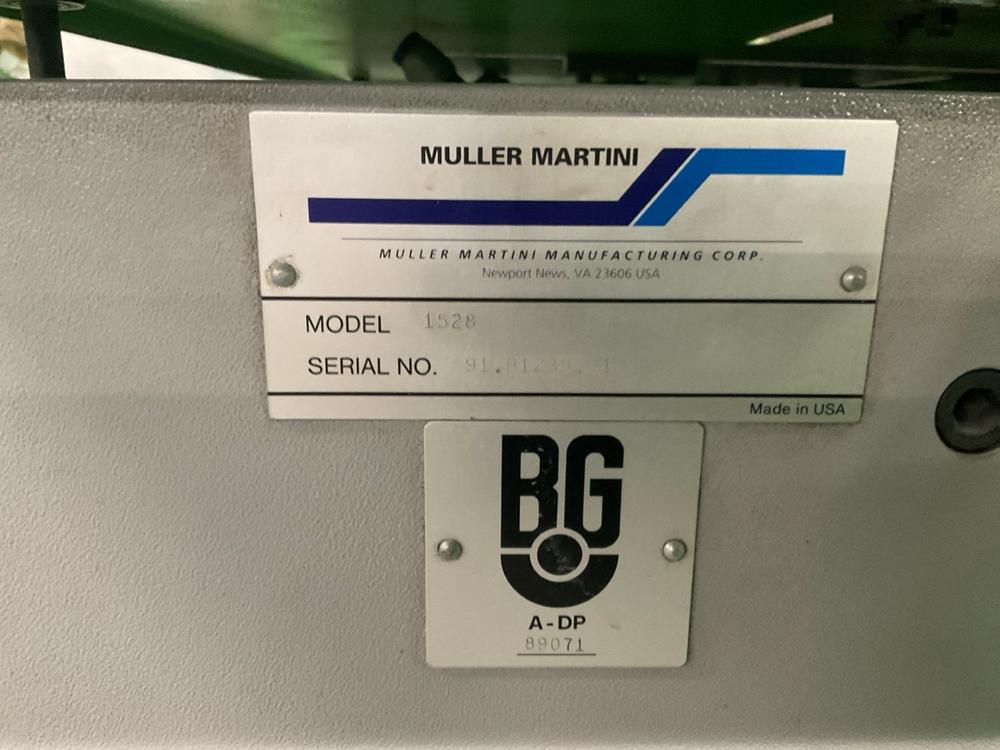 MULLER MARTINI
MULLER MARTINI MANUFACTURING CORP.
Newport News, VA 23606 USA
MODEL 1528
SERIAL NO.
Made in USA
BG
A-DP
89071